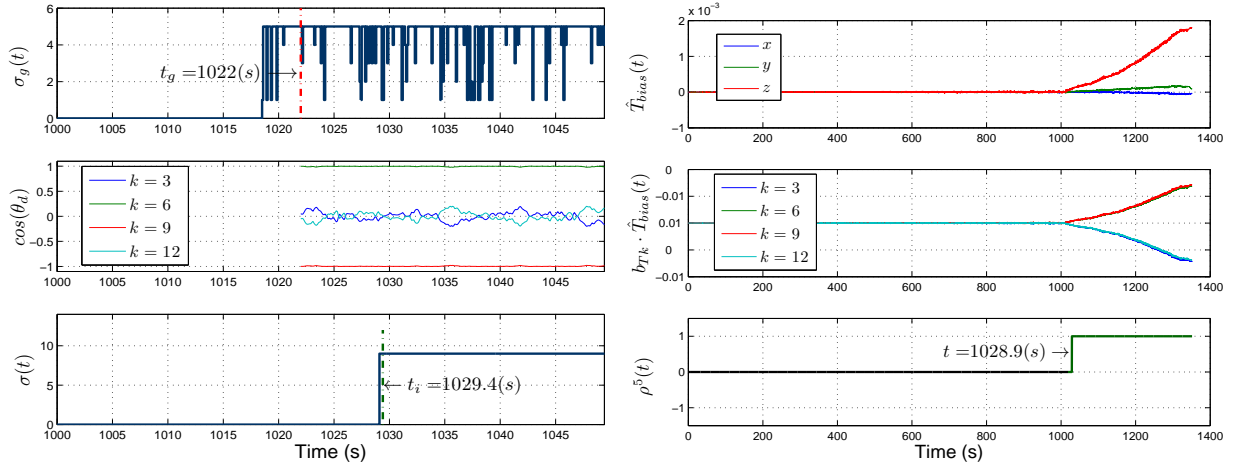 6
4
2
0
σ_g(t)
t_g =1022(s)
1000 1005 1010 1015 1020 1025 1030 1035 1040 1045
1
0.5
0
−0.5
−1
cos(θ_d)
k = 3
k = 6
k = 9
k = 12
1000 1005 1010 1015 1020 1025 1030 1035 1040 1045
10
5
0
σ(t)
t_i =1029.4(s)
1000 1005 1010 1015 1020 1025 1030 1035 1040 1045
Time (s)
x 10⁻³
2
1
0
−1
T̂_bias(t)
x
y
z
0 200 400 600 800 1000 1200 1400
0
−0.01
0.01
0
−0.01
b_Tk · T̂_bias(t)
k = 3
k = 6
k = 9
k = 12
0 200 400 600 800 1000 1200 1400
1
0
−1
ρ⁵(t)
t =1028.9(s)
0 200 400 600 800 1000 1200 1400
Time (s)